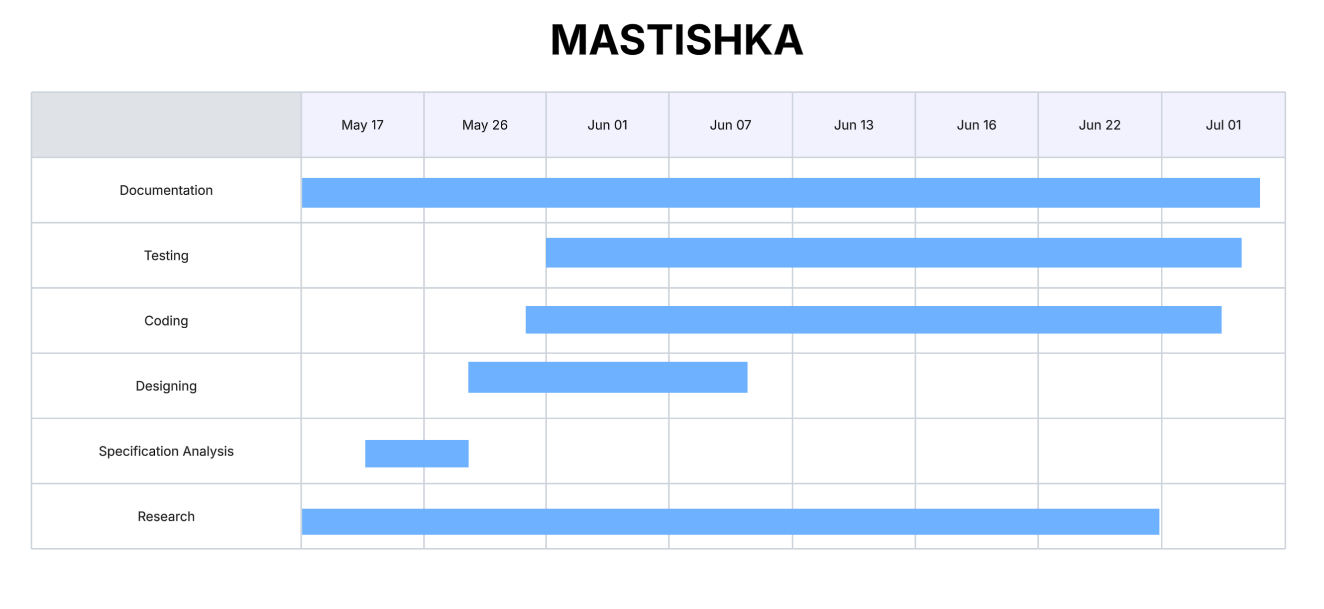 MASTISHKA
May 17 May 26 Jun 01 Jun 07 Jun 13 Jun 16 Jun 22 Jul 01
Documentation
Testing
Coding
Designing
Specification Analysis
Research